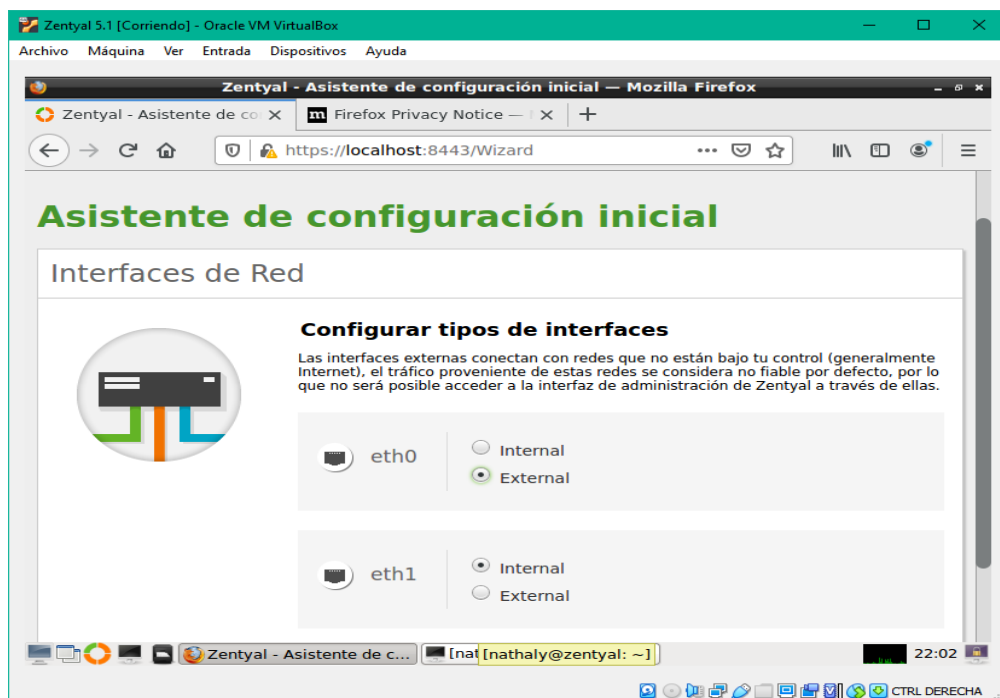 Zentyal 5.1 [Corriendo] - Oracle VM VirtualBox
Archivo Máquina Ver Entrada Dispositivos Ayuda
Zentyal - Asistente de configuración inicial — Mozilla Firefox
Zentyal - Asistente de co
m Firefox Privacy Notice —
https://localhost:8443/Wizard
Asistente de configuración inicial
Interfaces de Red
Configurar tipos de interfaces
Las interfaces externas conectan con redes que no están bajo tu control (generalmente
Internet), el tráfico proveniente de estas redes se considera no fiable por defecto, por lo
que no será posible acceder a la interfaz de administración de Zentyal a través de ellas.
eth0
Internal
External
eth1
Internal
External
Zentyal - Asistente de c...
[nat
[nathaly@zentyal: ~]
22:02
CTRL DERECHA